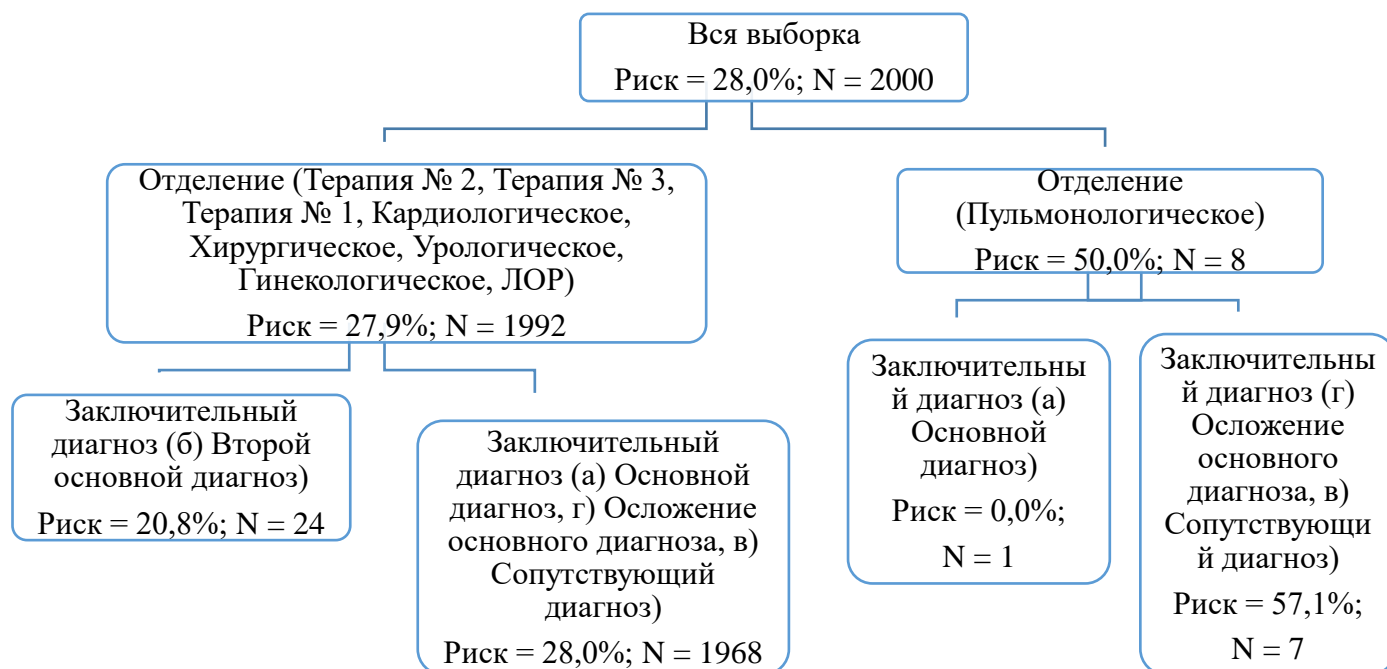 Вся выборка
Риск = 28,0%; N = 2000
Отделение (Терапия № 2, Терапия № 3,
Терапия № 1, Кардиологическое,
Хирургическое, Урологическое,
Гинекологическое, ЛОР)
Риск = 27,9%; N = 1992
Отделение
(Пульмонологическое)
Риск = 50,0%; N = 8
Заключительный
диагноз (б) Второй
основной диагноз)
Риск = 20,8%; N = 24
Заключительный
диагноз (а) Основной
диагноз, г) Осложение
основного диагноза, в)
Сопутствующий
диагноз)
Риск = 28,0%; N = 1968
Заключительны
й диагноз (а)
Основной
диагноз)
Риск = 0,0%;
N = 1
Заключительны
й диагноз (г)
Осложение
основного
диагноза, в)
Сопутствующи
й диагноз)
Риск = 57,1%;
N = 7